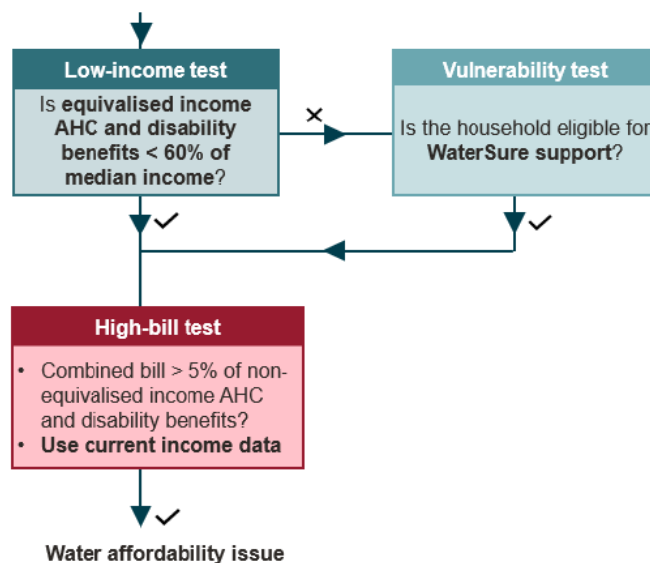 Low-income test
Is equivalised income
AHC and disability
benefits < 60% of
median income?
Vulnerability test
Is the household eligible for
WaterSure support?
High-bill test
• Combined bill > 5% of non-
equivalised income AHC
and disability benefits?
• Use current income data
Water affordability issue